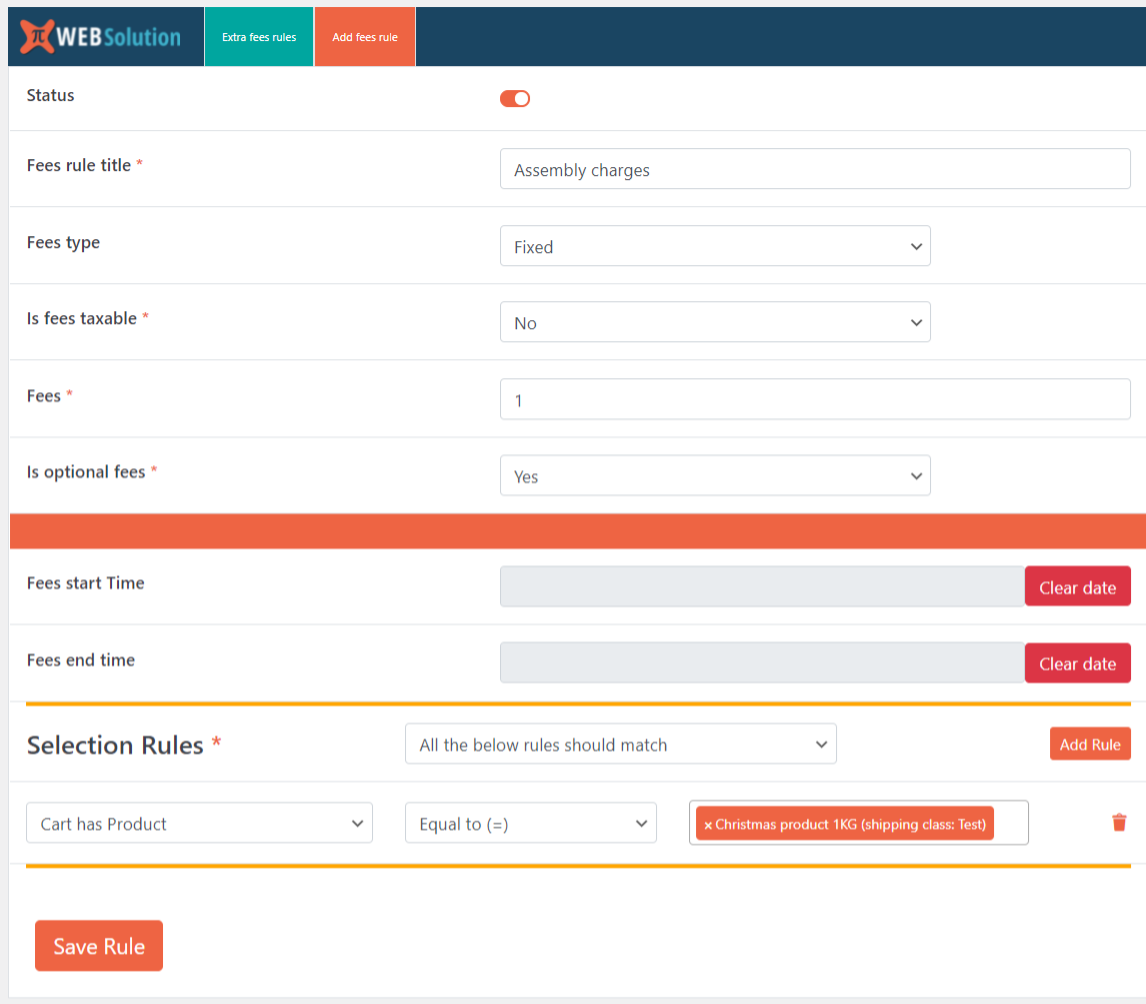 π WEBSolution
Extra fees rules
Add fees rule
Status
Fees rule title *
Assembly charges
Fees type
Fixed
Is fees taxable *
No
Fees *
1
Is optional fees *
Yes
Fees start Time
Clear date
Fees end time
Clear date
Selection Rules *
All the below rules should match
Add Rule
Cart has Product
Equal to (=)
× Christmas product 1KG (shipping class: Test)
Save Rule